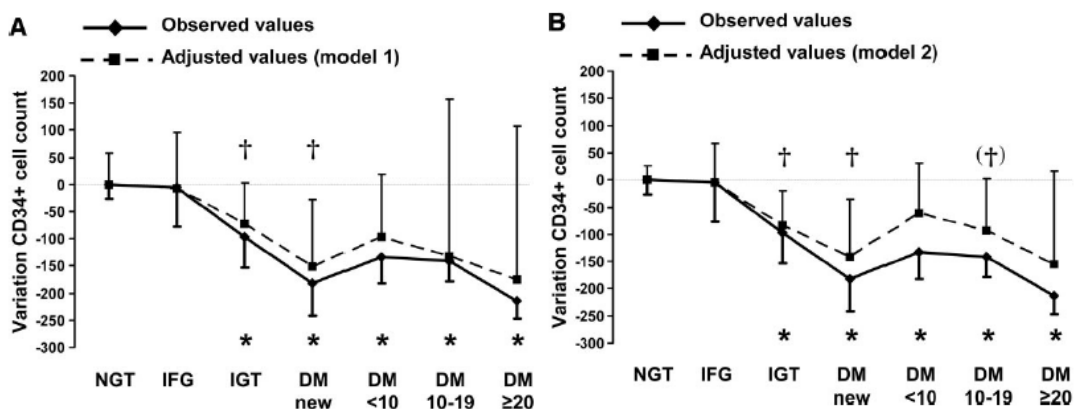 A
Observed values
Adjusted values (model 1)
Variation CD34+ cell count
200
150
100
50
0
-50
-100
-150
-200
-250
-300
† †
* * * * *
NGT IFG IGT DM new DM <10 DM 10-19 DM ≥20
B
Observed values
Adjusted values (model 2)
Variation CD34+ cell count
200
150
100
50
0
-50
-100
-150
-200
-250
-300
† † (†)
* * * * *
NGT IFG IGT DM new DM <10 DM 10-19 DM ≥20